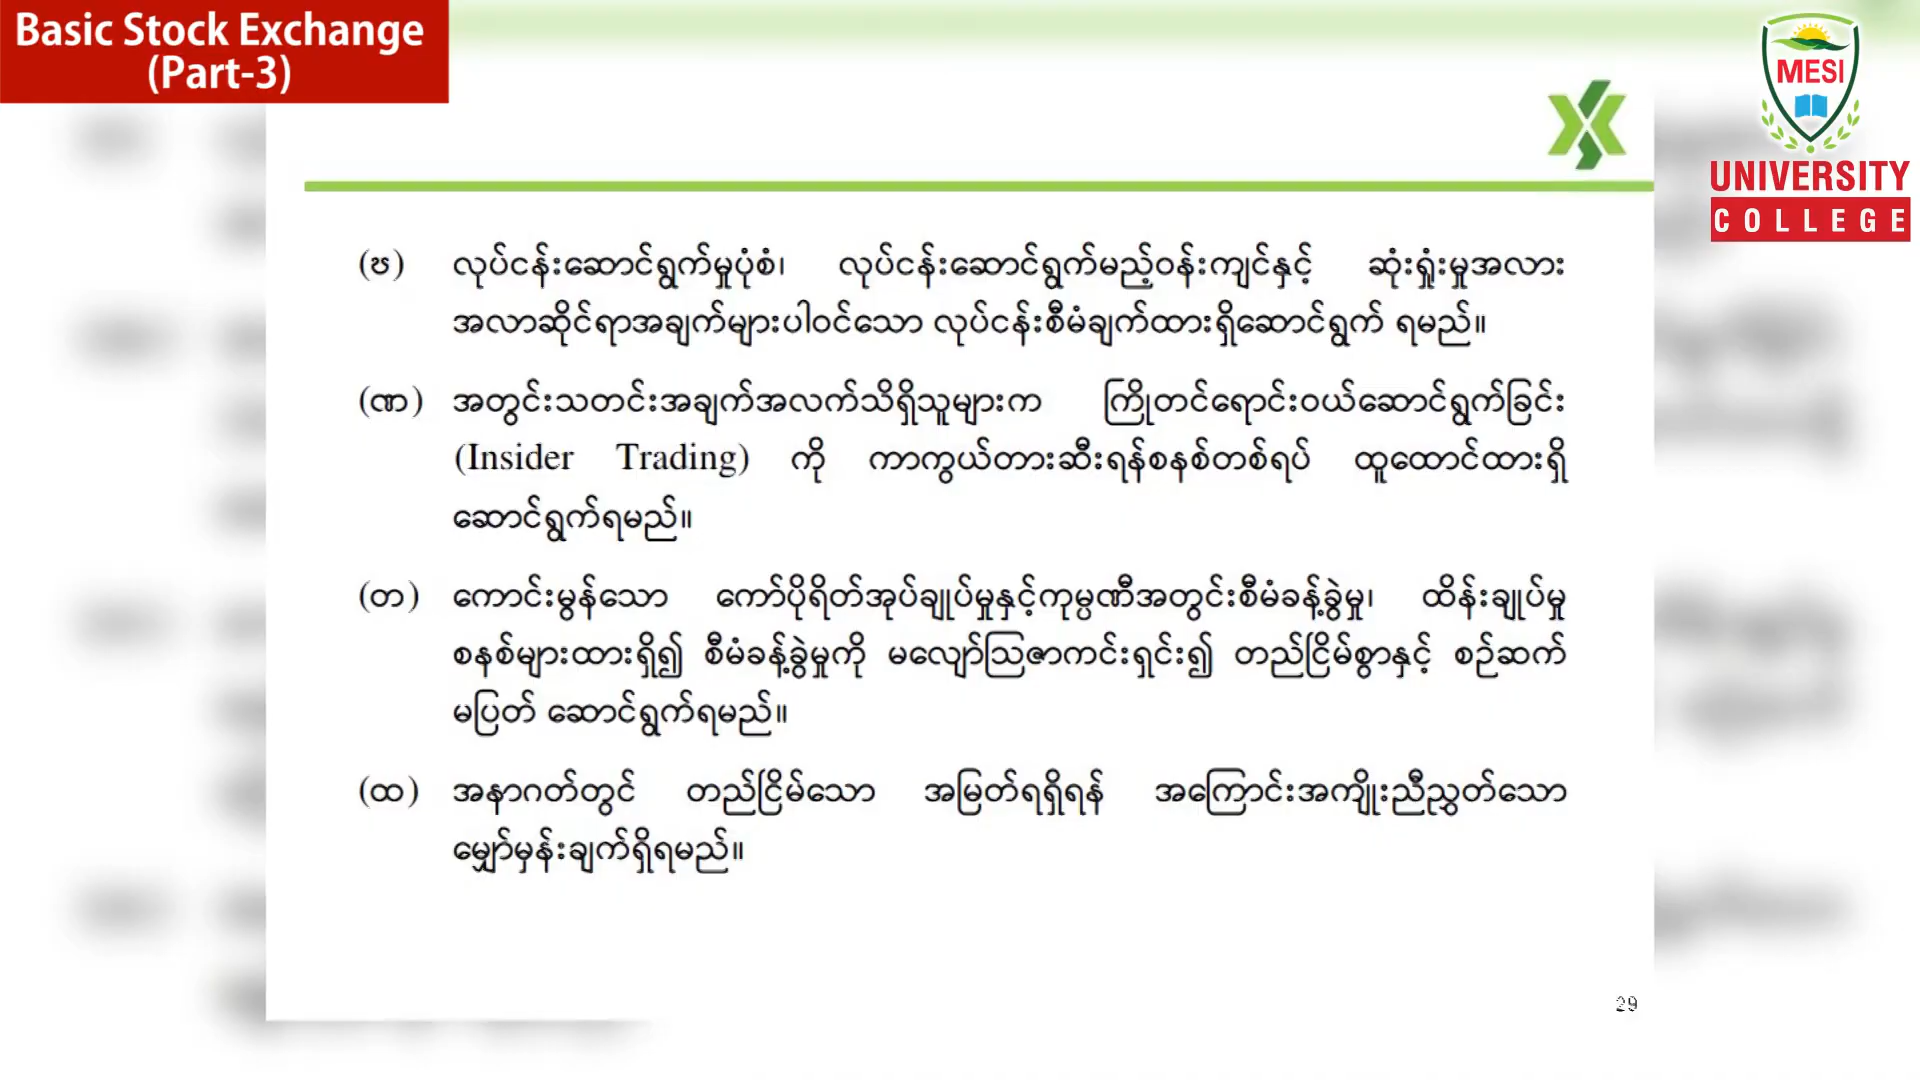 Basic Stock Exchange
(Part-3)
MESI
UNIVERSITY
COLLEGE
(ဎ) လုပ်ငန်းဆောင်ရွက်မှုပုံစံ၊ လုပ်ငန်းဆောင်ရွက်မည့်ဝန်းကျင်နှင့် ဆုံးရှုံးမှုအလား
အလာဆိုင်ရာအချက်များပါဝင်သော လုပ်ငန်းစီမံချက်ထားရှိဆောင်ရွက် ရမည်။
(ဏ) အတွင်းသတင်းအချက်အလက်သိရှိသူများက ကြိုတင်ရောင်းဝယ်ဆောင်ရွက်ခြင်း
(Insider Trading) ကို ကာကွယ်တားဆီးရန်စနစ်တစ်ရပ် ထူထောင်ထားရှိ
ဆောင်ရွက်ရမည်။
(တ) ကောင်းမွန်သော ကော်ပိုရိတ်အုပ်ချုပ်မှုနှင့်ကုမ္ပဏီအတွင်းစီမံခန့်ခွဲမှု၊ ထိန်းချုပ်မှု
စနစ်များထားရှိ၍ စီမံခန့်ခွဲမှုကို မလျော်ဩဇာကင်းရှင်း၍ တည်ငြိမ်စွာနှင့် စဉ်ဆက်
မပြတ် ဆောင်ရွက်ရမည်။
(ထ) အနာဂတ်တွင် တည်ငြိမ်သော အမြတ်ရရှိရန် အကြောင်းအကျိုးညီညွှတ်သော
မျှော်မှန်းချက်ရှိရမည်။
29